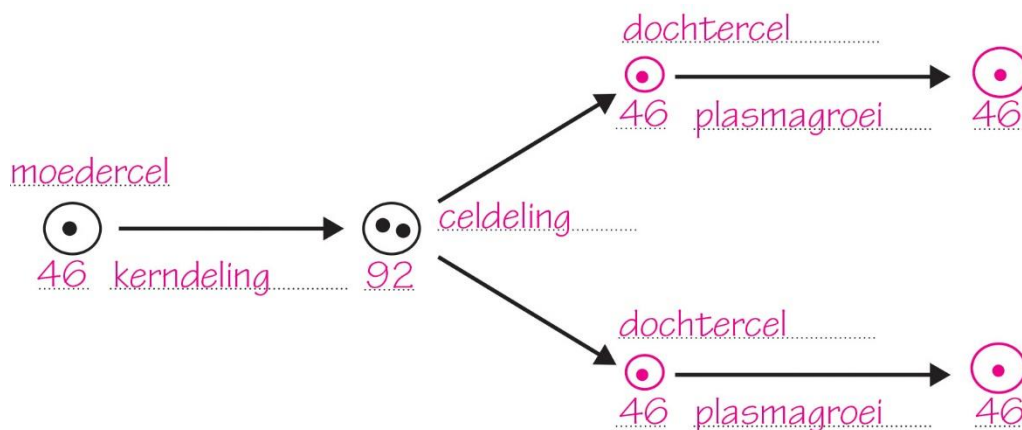 dochtercel
46 plasmagroei 46
moedercel
celdeling
46 kerndeling 92
dochtercel
46 plasmagroei 46